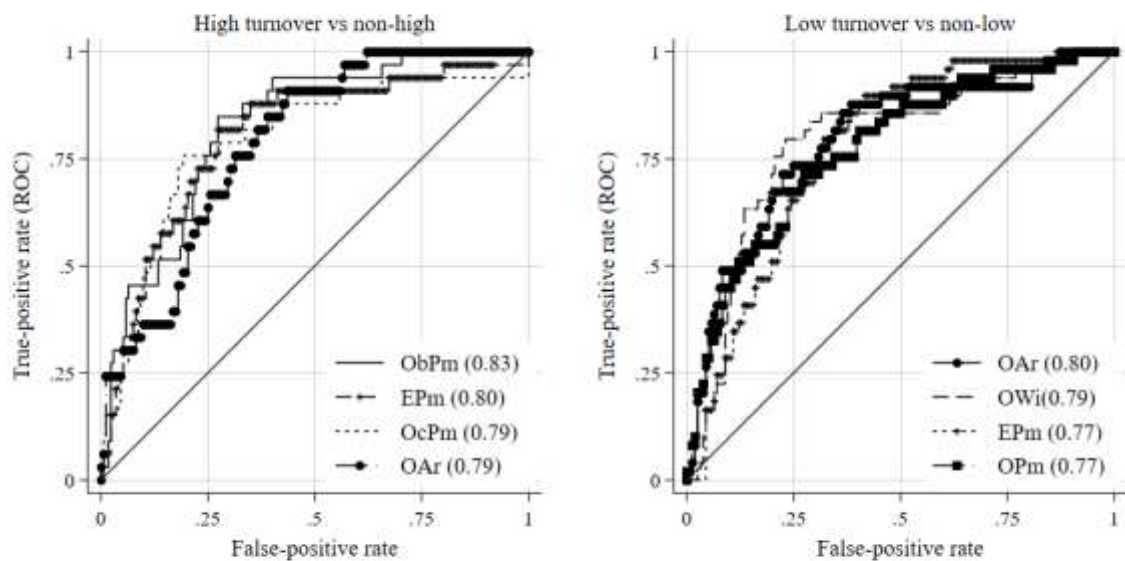 High turnover vs non-high
True-positive rate (ROC)
1
.75
.5
.25
0
ObPm (0.83)
EPm (0.80)
OcPm (0.79)
OAr (0.79)
0 .25 .5 .75 1
False-positive rate
Low turnover vs non-low
True-positive rate (ROC)
1
.75
.5
.25
0
OAr (0.80)
OWi(0.79)
EPm (0.77)
OPm (0.77)
0 .25 .5 .75 1
False-positive rate